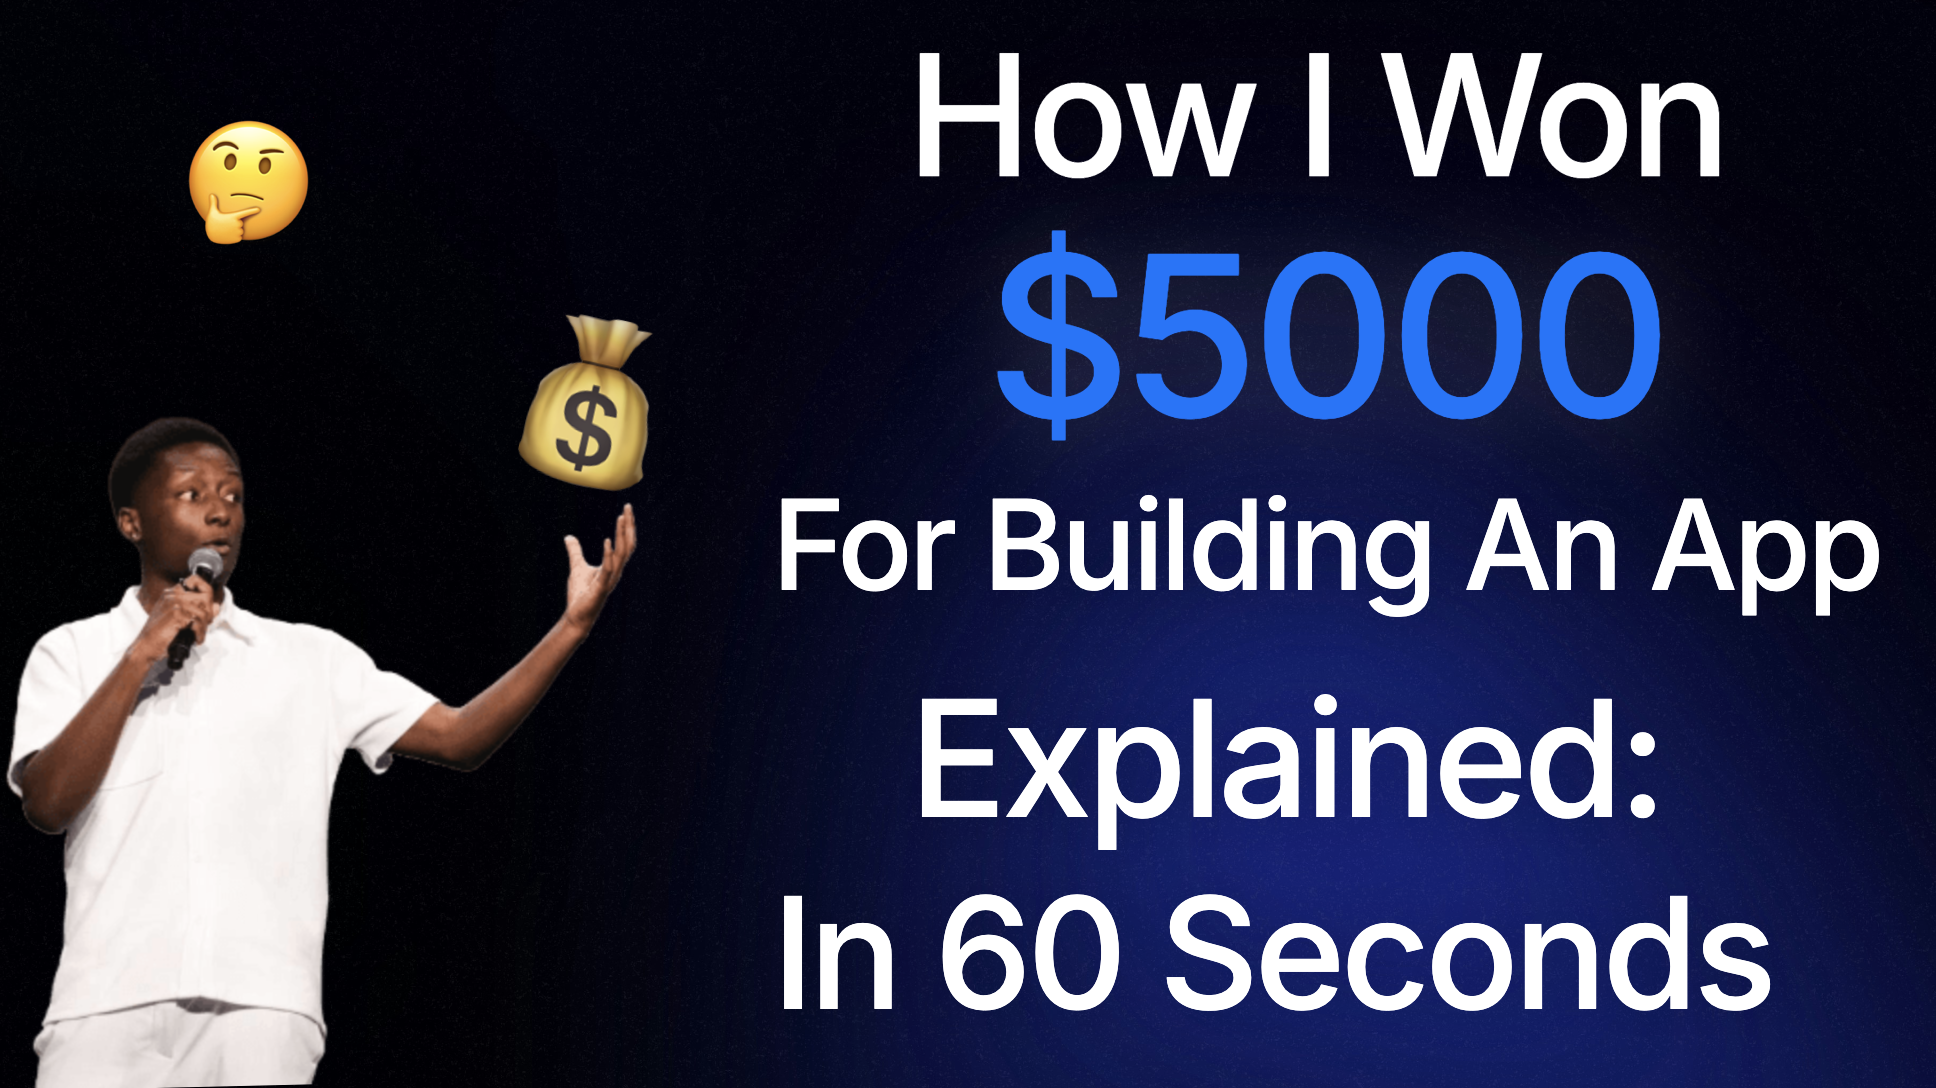 How I Won
$5000
For Building An App
Explained:
In 60 Seconds
$